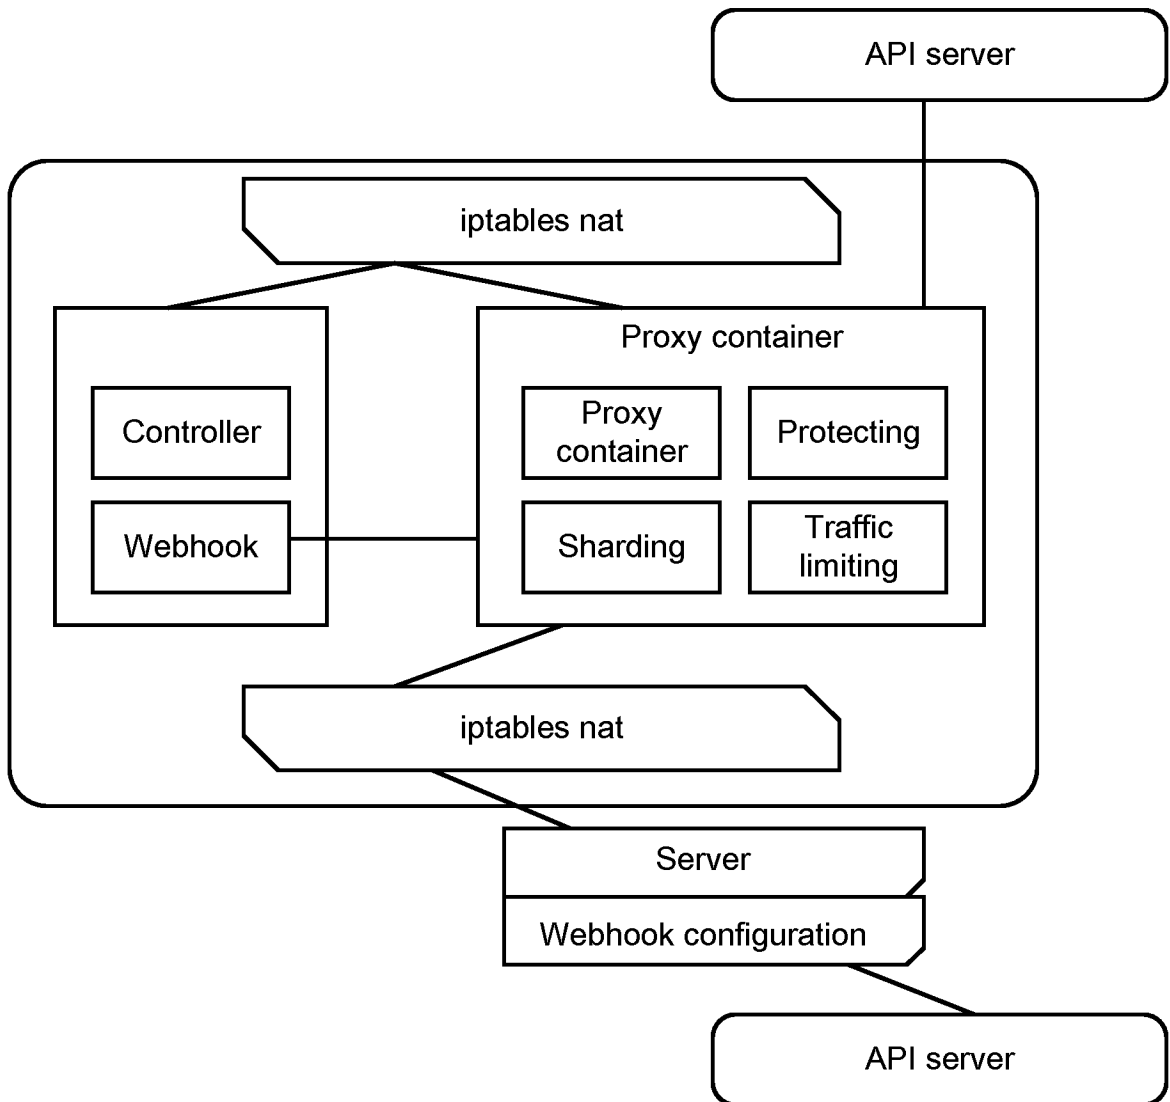 API server
iptables nat
Proxy container
Controller
Proxy
container
Protecting
Webhook
Sharding
Traffic
limiting
iptables nat
Server
Webhook configuration
API server